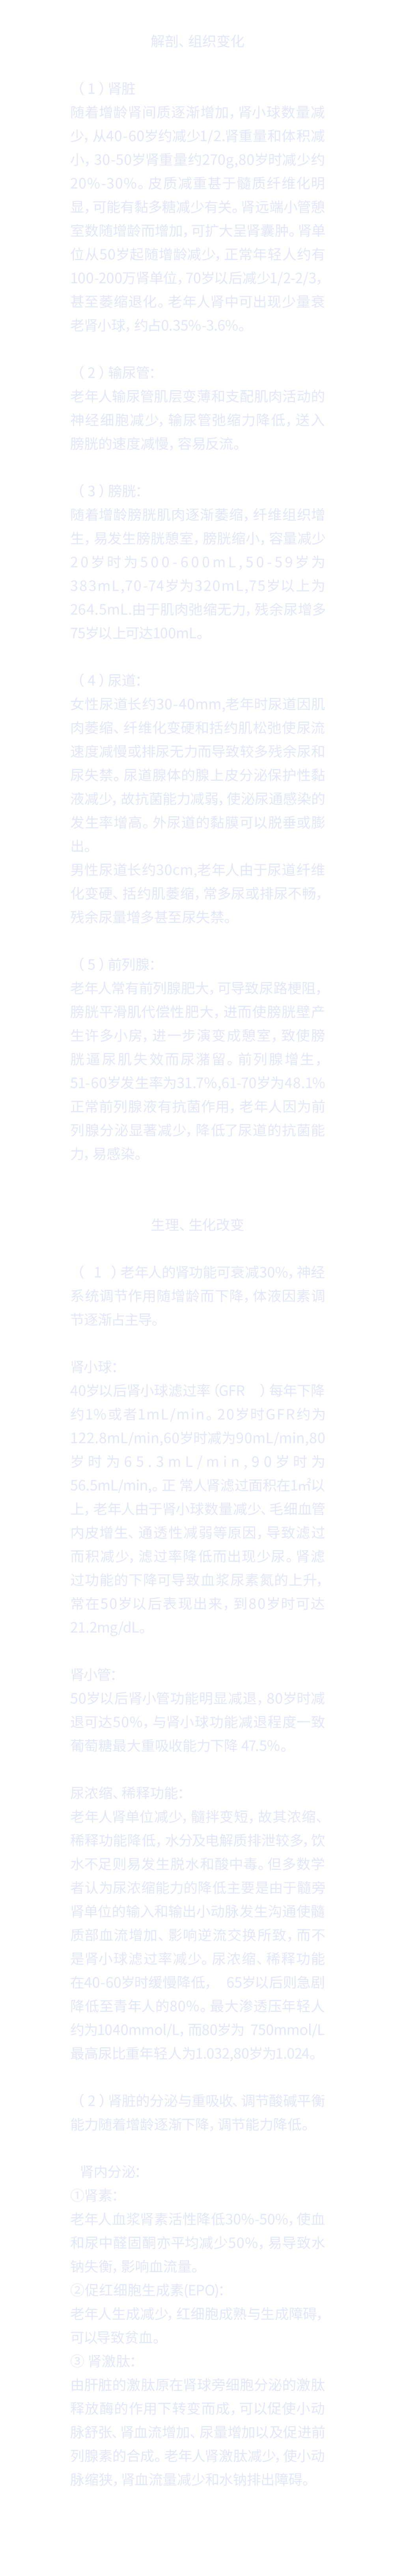 解剖、组织变化
（1）肾脏
随着增龄肾间质逐渐增加，肾小球数量减
少，从40-60岁约减少1/2.肾重量和体积减
小，30-50岁肾重量约270g,80岁时减少约
20%-30%。皮质减重甚于髓质纤维化明
显，可能有黏多糖减少有关。肾远端小管憩
室数随增龄而增加，可扩大呈肾囊肿。肾单
位从50岁起随增龄减少，正常年轻人约有
100-200万肾单位，70岁以后减少1/2-2/3，
甚至萎缩退化。老年人肾中可出现少量衰
老肾小球，约占0.35%-3.6%。
（2）输尿管：
老年人输尿管肌层变薄和支配肌肉活动的
神经细胞减少，输尿管弛缩力降低，送入
膀胱的速度减慢，容易反流。
（3）膀胱：
随着增龄膀胱肌肉逐渐萎缩，纤维组织增
生，易发生膀胱憩室，膀胱缩小，容量减少
20岁时为500-600mL,50-59岁为
383mL,70-74岁为320mL,75岁以上为
264.5mL.由于肌肉弛缩无力，残余尿增多
75岁以上可达100mL。
（4）尿道：
女性尿道长约30-40mm,老年时尿道因肌
肉萎缩、纤维化变硬和括约肌松弛使尿流
速度减慢或排尿无力而导致较多残余尿和
尿失禁。尿道腺体的腺上皮分泌保护性黏
液减少，故抗菌能力减弱，使泌尿通感染的
发生率增高。外尿道的黏膜可以脱垂或膨
出。
男性尿道长约30cm,老年人由于尿道纤维
化变硬、括约肌萎缩，常多尿或排尿不畅，
残余尿量增多甚至尿失禁。
（5）前列腺：
老年人常有前列腺肥大，可导致尿路梗阻，
膀胱平滑肌代偿性肥大，进而使膀胱壁产
生许多小房，进一步演变成憩室，致使膀
胱逼尿肌失效而尿潴留。前列腺增生，
51-60岁发生率为31.7%,61-70岁为48.1%
正常前列腺液有抗菌作用，老年人因为前
列腺分泌显著减少，降低了尿道的抗菌能
力，易感染。
生理、生化改变
（ 1 ）老年人的肾功能可衰减30%，神经
系统调节作用随增龄而下降，体液因素调
节逐渐占主导。
肾小球：
40岁以后肾小球滤过率（GFR ）每年下降
约1%或者1mL/min。20岁时GFR约为
122.8mL/min,60岁时减为90mL/min,80
岁时为65.3mL/min,90岁时为
56.5mL/min,。正 常人肾滤过面积在1㎡以
上，老年人由于肾小球数量减少、毛细血管
内皮增生、通透性减弱等原因，导致滤过
而积减少，滤过率降低而出现少尿。肾滤
过功能的下降可导致血浆尿素氮的上升，
常在50岁以后表现出来，到80岁时可达
21.2mg/dL。
肾小管：
50岁以后肾小管功能明显减退，80岁时减
退可达50%，与肾小球功能减退程度一致
葡萄糖最大重吸收能力下降 47.5%。
尿浓缩、稀释功能：
老年人肾单位减少，髓拌变短，故其浓缩、
稀释功能降低，水分及电解质排泄较多，饮
水不足则易发生脱水和酸中毒。但多数学
者认为尿浓缩能力的降低主要是由于髓旁
肾单位的输入和输出小动脉发生沟通使髓
质部血流增加、影响逆流交换所致，而不
是肾小球滤过率减少。尿浓缩、稀释功能
在40-60岁时缓慢降低， 65岁以后则急剧
降低至青年人的80%。最大渗透压年轻人
约为1040mmol/L，而80岁为 750mmol/L
最高尿比重年轻人为1.032,80岁为1.024。
（2）肾脏的分泌与重吸收、调节酸碱平衡
能力随着增龄逐渐下降，调节能力降低。
肾内分泌：
①肾素：
老年人血浆肾素活性降低30%-50%，使血
和尿中醛固酮亦平均减少50%，易导致水
钠失衡，影响血流量。
②促红细胞生成素(EPO)：
老年人生成减少，红细胞成熟与生成障碍，
可以导致贫血。
③ 肾激肽：
由肝脏的激肽原在肾球旁细胞分泌的激肽
释放酶的作用下转变而成，可以促使小动
脉舒张、肾血流增加、尿量增加以及促进前
列腺素的合成。老年人肾激肽减少，使小动
脉缩狭，肾血流量减少和水钠排出障碍。